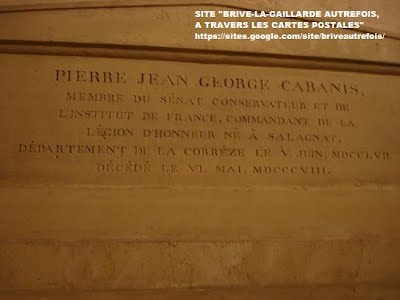 SITE "BRIVE-LA-GAILLARDE AUTREFOIS,
A TRAVERS LES CARTES POSTALES"
https://sites.google.com/site/briveautrefois/
PIERRE JEAN GEORGE CABANIS,
MEMBRE DU SÉNAT CONSERVATEUR ET DE
L'INSTITUT DE FRANCE, COMMANDANT DE LA
LÉGION D'HONNEUR NÉ À SALAGNAT,
DÉPARTEMENT DE LA CORRÈZE LE V. JUIN, MDCCLVII.
DÉCÉDÉ LE VI. MAI, MDCCCVIII.